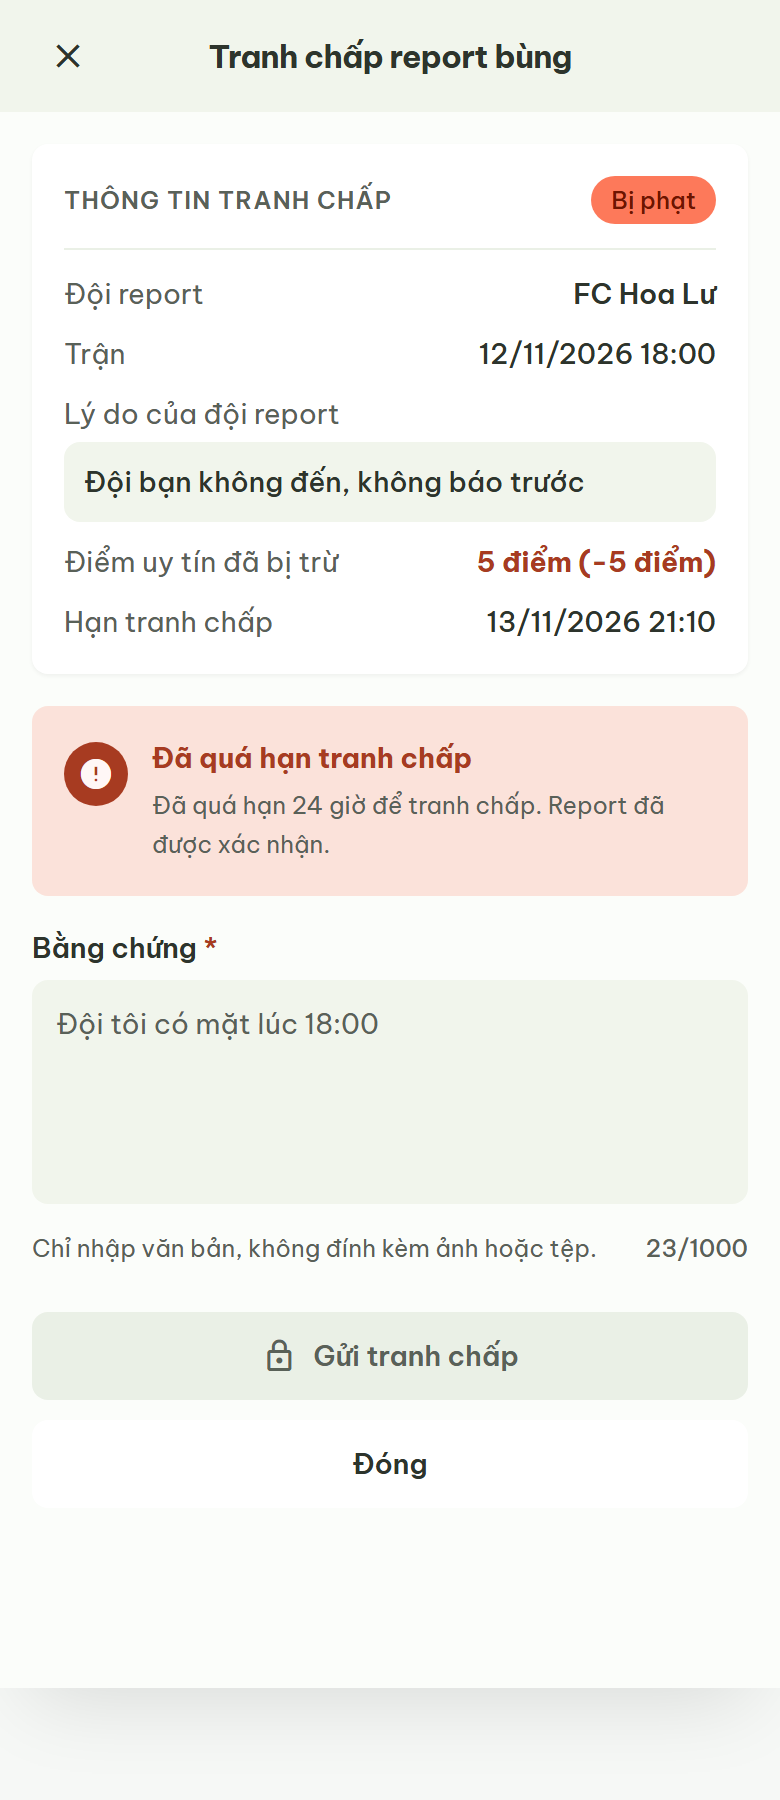 Tranh chấp report bùng
THÔNG TIN TRANH CHẤP
Bị phạt
Đội report
FC Hoa Lư
Trận
12/11/2026 18:00
Lý do của đội report
Đội bạn không đến, không báo trước
Điểm uy tín đã bị trừ
5 điểm (-5 điểm)
Hạn tranh chấp
13/11/2026 21:10
Đã quá hạn tranh chấp
Đã quá hạn 24 giờ để tranh chấp. Report đã
được xác nhận.
Bằng chứng *
Đội tôi có mặt lúc 18:00
Chỉ nhập văn bản, không đính kèm ảnh hoặc tệp.
23/1000
Gửi tranh chấp
Đóng